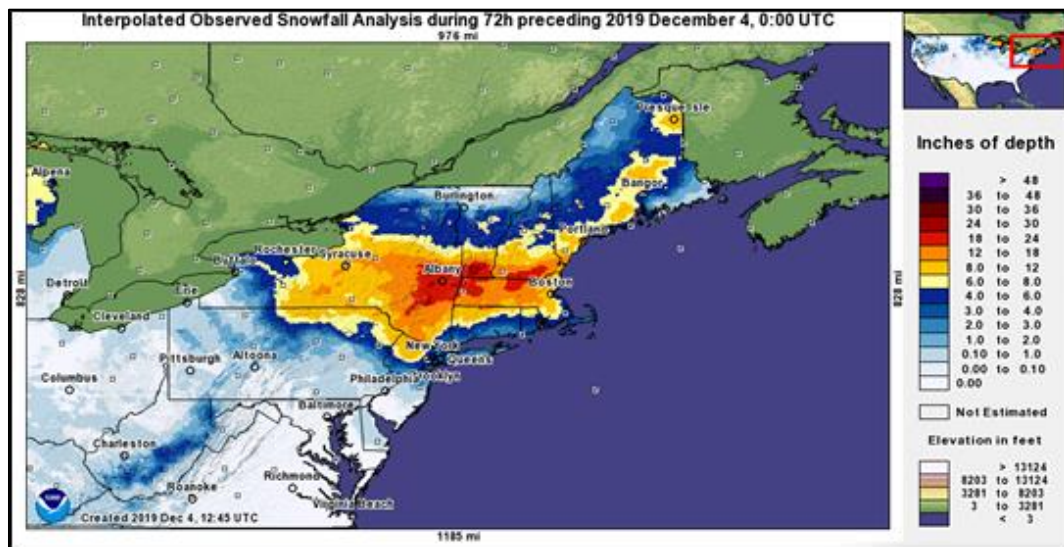 Interpolated Observed Snowfall Analysis during 72h preceding 2019 December 4, 0:00 UTC
976 mi
828 mi
828 mi
1185 mi
Presque Isle
Alpena
Bangor
Burlington
Portland
Rochester
Syracuse
Buffalo
Albany
Boston
Detroit
Erie
Cleveland
New York
Queens
Brooklyn
Pittsburgh
Altoona
Columbus
Philadelphia
Baltimore
Charleston
Richmond
Roanoke
Virginia Beach
Created 2019 Dec 4, 12:45 UTC
Inches of depth
> 48
36 to 48
30 to 36
24 to 30
18 to 24
12 to 18
8.0 to 12
6.0 to 8.0
4.0 to 6.0
3.0 to 4.0
2.0 to 3.0
1.0 to 2.0
0.10 to 1.0
0.00 to 0.10
0.00
Not Estimated
Elevation in feet
> 13124
8203 to 13124
3281 to 8203
3 to 3281
< 3